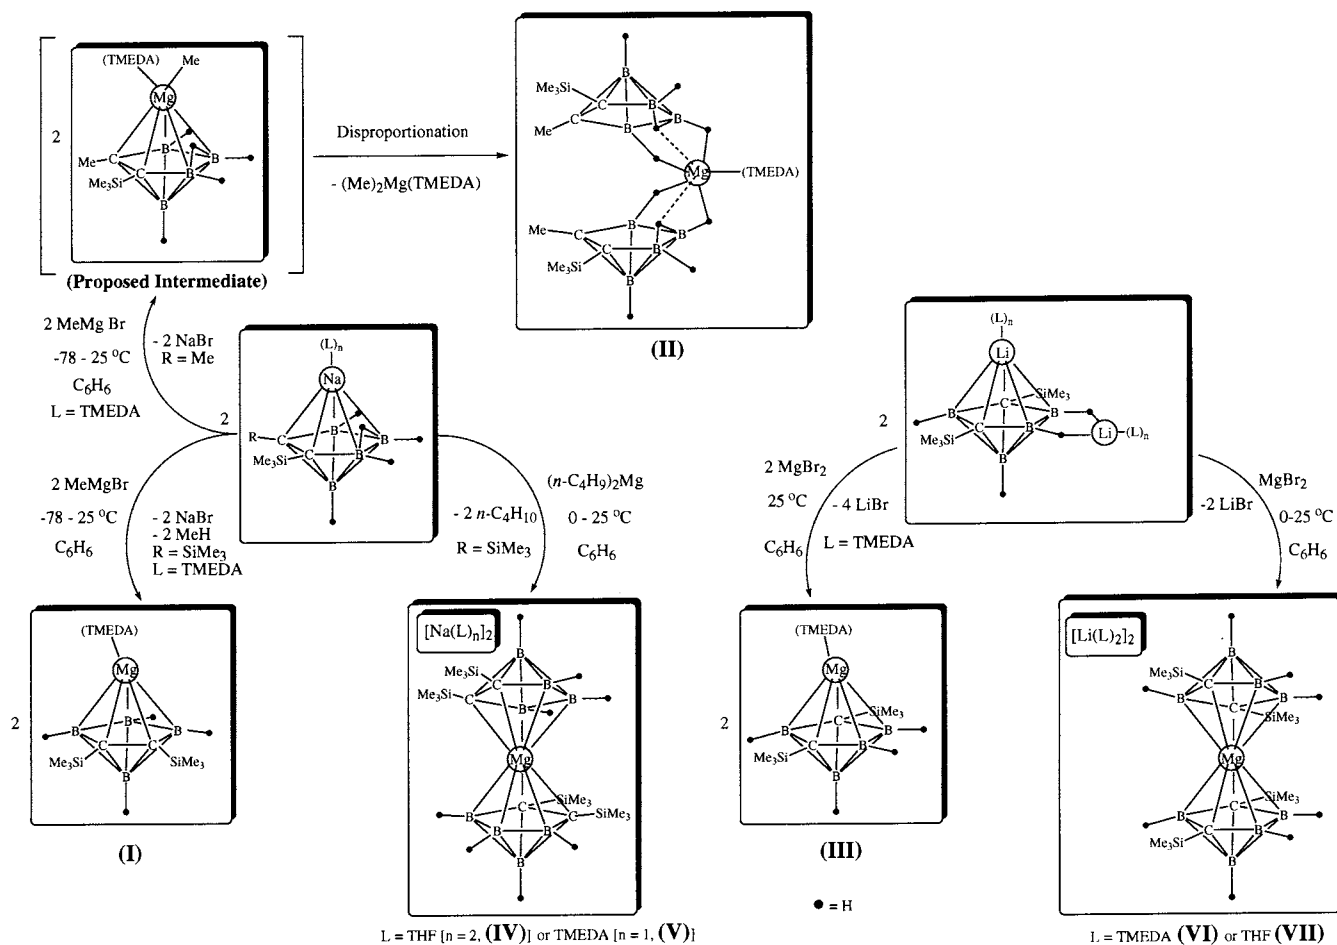 (TMEDA)
Me
Mg
2
Me
C
B
B
Me3Si
C
B
B
(Proposed Intermediate)
Disproportionation
- (Me)2Mg(TMEDA)
B
Me3Si
C
B
B
Me
C
B
Mg
(TMEDA)
Me
C
B
B
C
B
Me3Si
B
(II)
2 MeMg Br
-78 - 25 °C
C6H6
L = TMEDA
- 2 NaBr
R = Me
2
(L)n
Na
R
C
B
B
Me3Si
C
B
B
2 MeMgBr
-78 - 25 °C
C6H6
- 2 NaBr
- 2 MeH
R = SiMe3
L = TMEDA
(n-C4H9)2Mg
- 2 n-C4H10
0 - 25 °C
R = SiMe3
C6H6
2
(L)n
Li
SiMe3
B
C
B
Me3Si
C
B
Li
(L)n
B
2 MgBr2
25 °C
- 4 LiBr
C6H6
L = TMEDA
MgBr2
-2 LiBr
0-25 °C
C6H6
2
(TMEDA)
Mg
B
B
B
C
C
Me3Si
SiMe3
B
(I)
[Na(L)n]2
B
Me3Si
C
B
Me3Si
C
B
B
Mg
SiMe3
B
C
C
SiMe3
B
B
B
L = THF [n = 2, (IV)] or TMEDA [n = 1, (V)]
2
(TMEDA)
Mg
SiMe3
B
C
B
Me3Si
C
B
B
(III)
● = H
[Li(L)2]2
B
Me3Si
C
B
B
C
B
SiMe3
Mg
SiMe3
B
C
B
Me3Si
C
B
B
L = TMEDA (VI) or THF (VII)